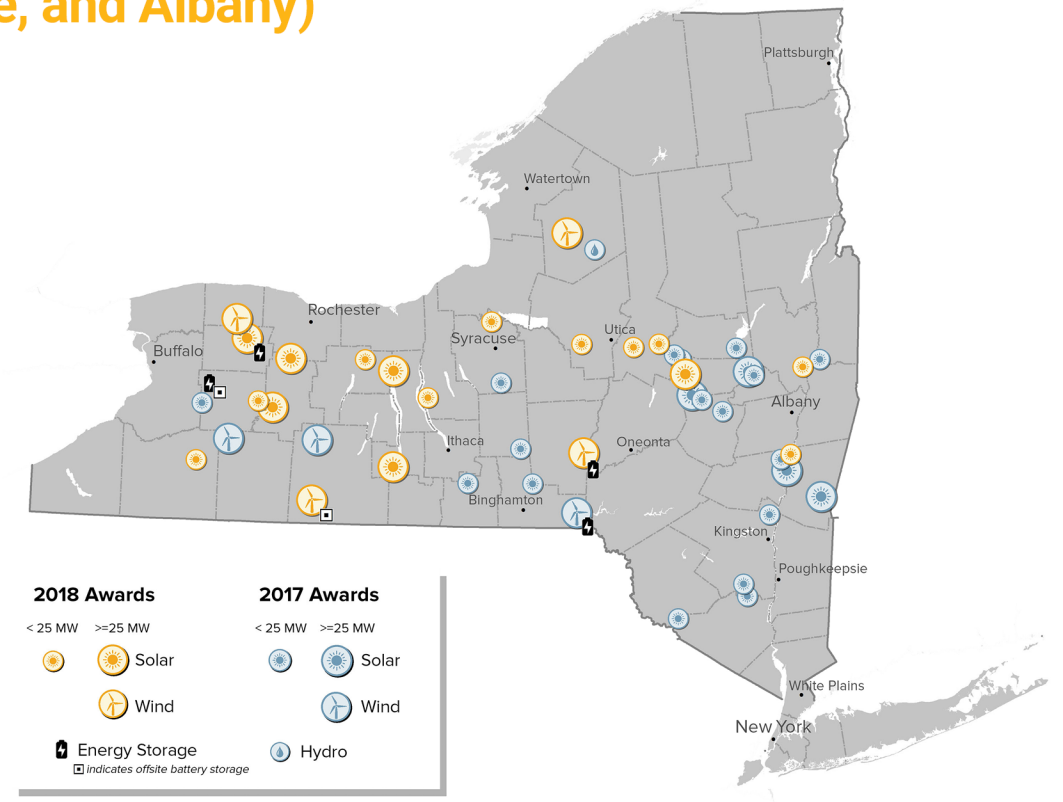 e, and Albany)
Plattsburgh
Watertown
Rochester
Buffalo
Syracuse
Utica
Albany
Ithaca
Oneonta
Binghamton
Kingston
Poughkeepsie
White Plains
New York
2018 Awards
2017 Awards
< 25 MW >=25 MW
< 25 MW >=25 MW
Solar
Solar
Wind
Wind
Energy Storage
Hydro
indicates offsite battery storage